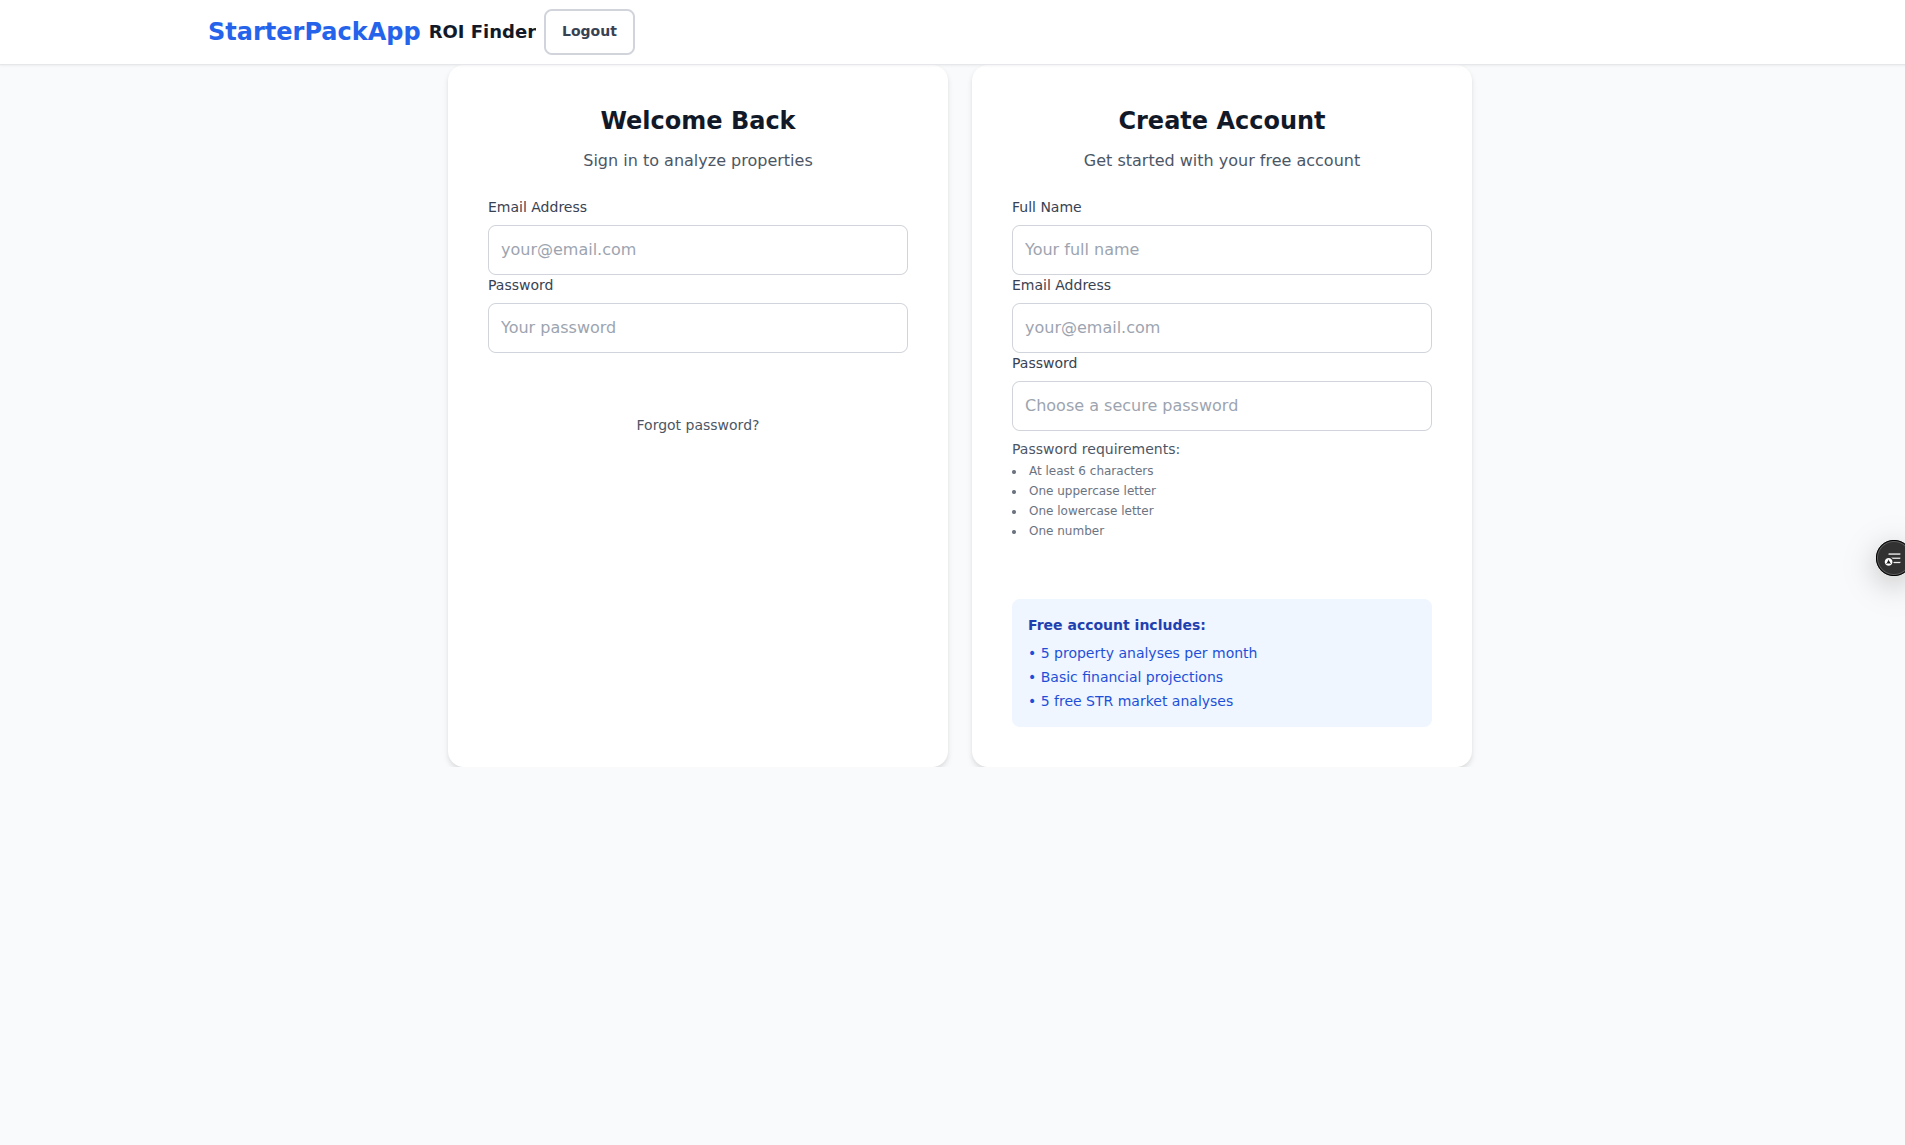 StarterPackApp ROI Finder Logout
Welcome Back
Sign in to analyze properties
Email Address
your@email.com
Password
Your password
Forgot password?
Create Account
Get started with your free account
Full Name
Your full name
Email Address
your@email.com
Password
Choose a secure password
Password requirements:
• At least 6 characters
• One uppercase letter
• One lowercase letter
• One number
Free account includes:
• 5 property analyses per month
• Basic financial projections
• 5 free STR market analyses